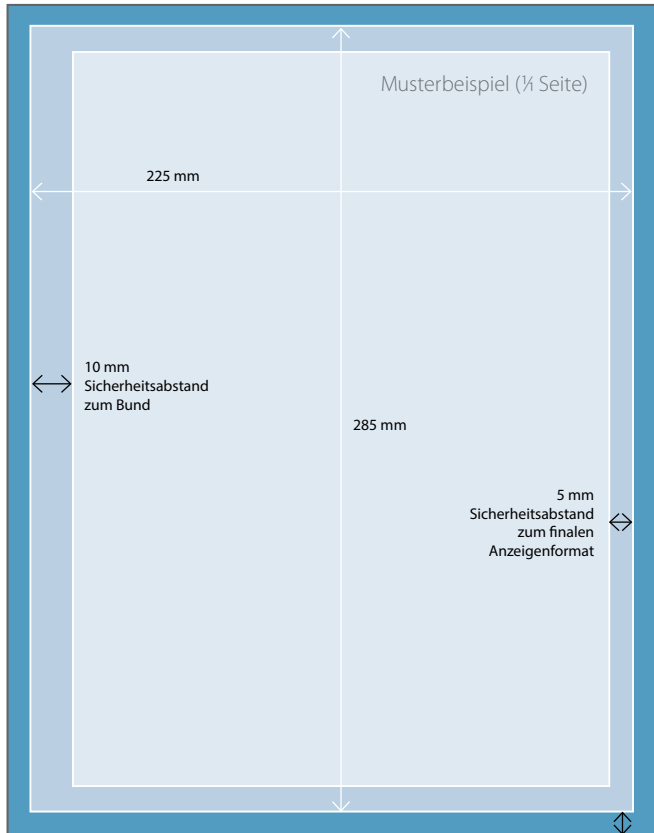 Musterbeispiel (1/1 Seite)
225 mm
10 mm
Sicherheitsabstand
zum Bund
285 mm
5 mm
Sicherheitsabstand
zum finalen
Anzeigenformat